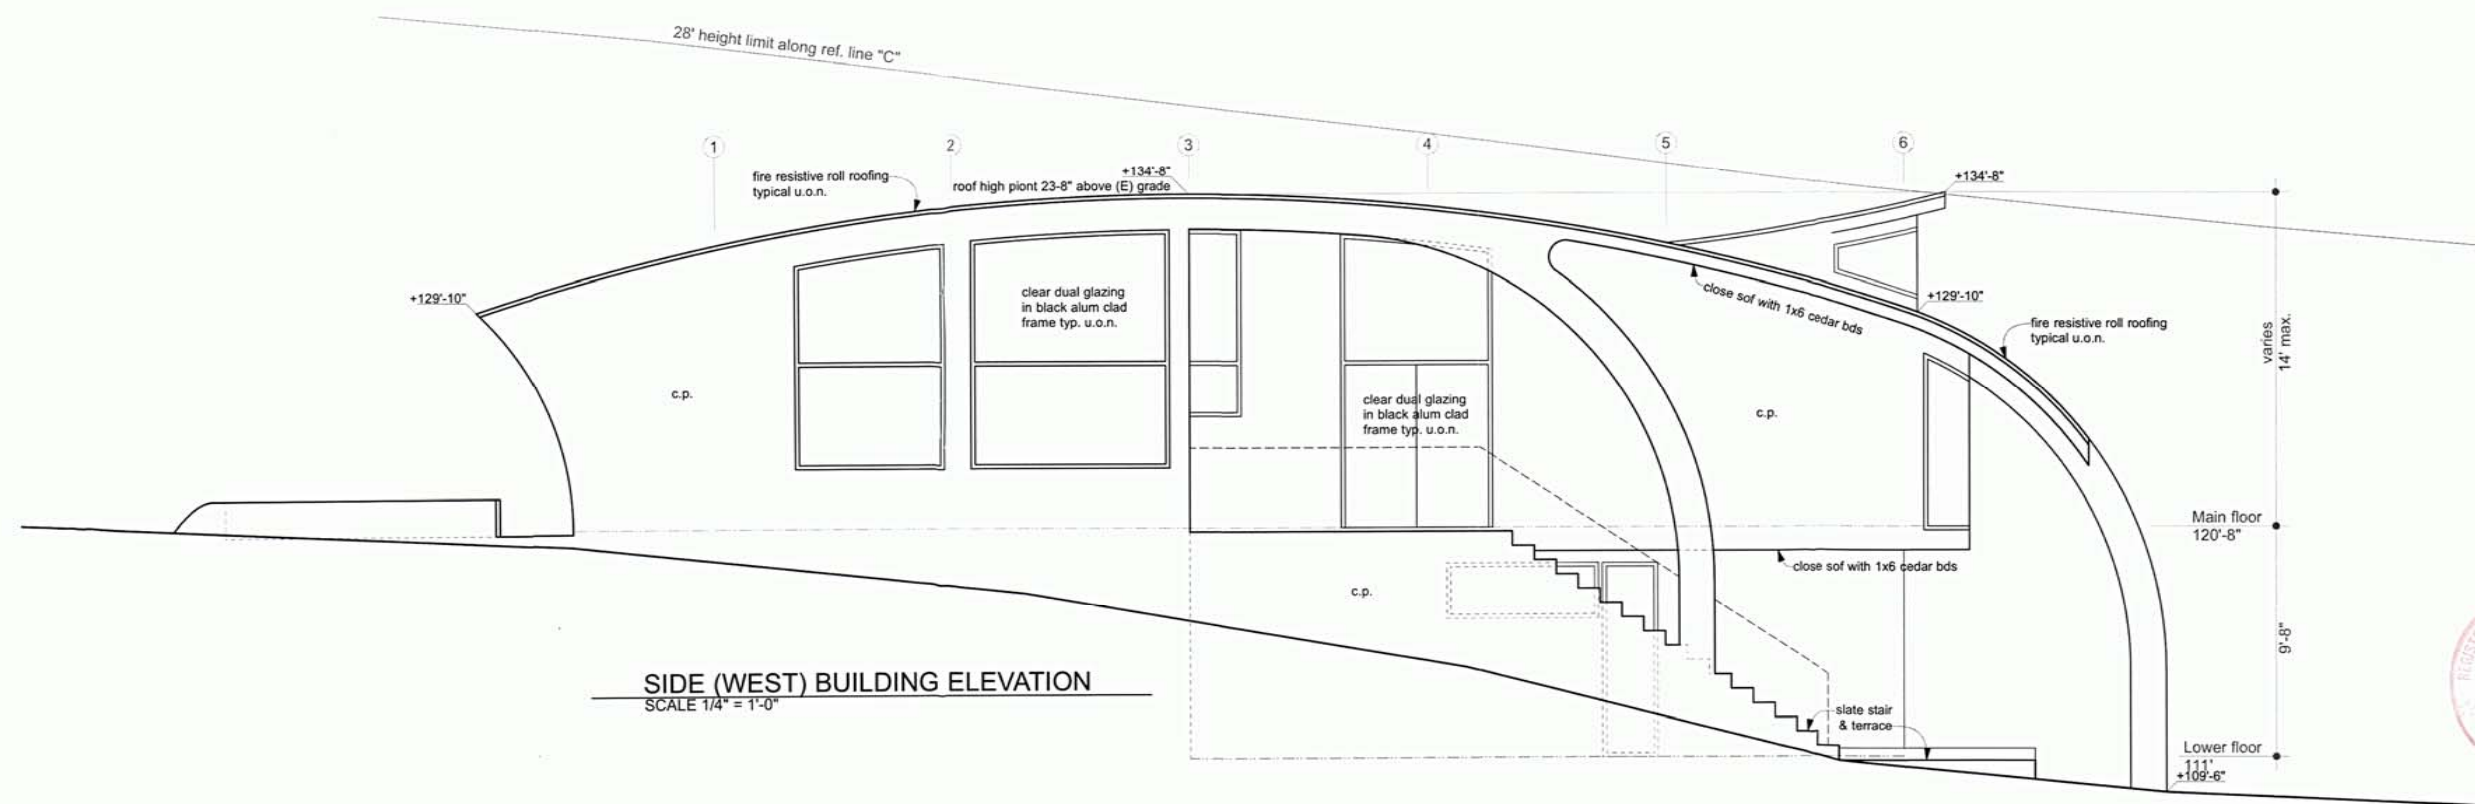 28' height limit along ref. line "C"
1
2
3
4
5
6
fire resistive roll roofing
typical u.o.n.
+134'-8"
roof high piont 23-8" above (E) grade
+134'-8"
+129'-10"
clear dual glazing
in black alum clad
frame typ. u.o.n.
close sof with 1x6 cedar bds
+129'-10"
fire resistive roll roofing
typical u.o.n.
varies
14' max.
c.p.
clear dual glazing
in black alum clad
frame typ. u.o.n.
c.p.
Main floor
120'-8"
close sof with 1x6 cedar bds
c.p.
9'-8"
SIDE (WEST) BUILDING ELEVATION
SCALE 1/4" = 1'-0"
slate stair
& terrace
Lower floor
111'
+109'-6"